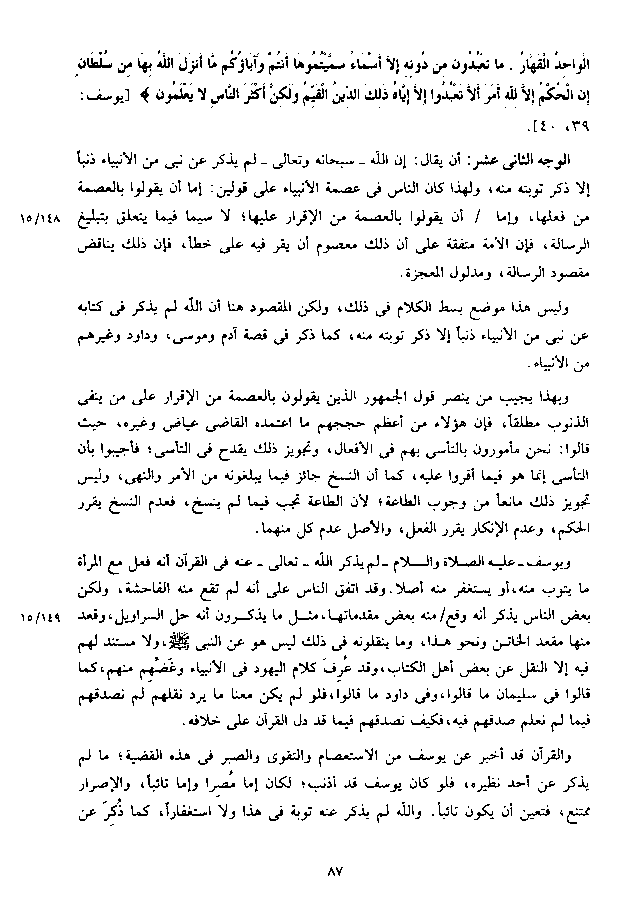 الْوَاحِدُ الْقَهَّارُ . مَا تَعْبُدُونَ مِن دُونِهِ إِلاَّ أَسْمَاءً سَمَّيْتُمُوهَا أَنتُمْ وَآبَاؤُكُم مَّا أَنزَلَ اللَّهُ بِهَا مِن سُلْطَانٍ
إِنِ الْحُكْمُ إِلاَّ لِلَّهِ أَمَرَ أَلاَّ تَعْبُدُوا إِلاَّ إِيَّاهُ ذَلِكَ الدِّينُ الْقَيِّمُ وَلَكِنَّ أَكْثَرَ النَّاسِ لا يَعْلَمُونَ ﴾ [يوسف:
٣٩، ٤٠].
الوجه الثانى عشر: أن يقال: إن الله ـ سبحانه وتعالى ـ لم يذكر عن نبى من الأنبياء ذنباً
إلا ذكر توبته منه، ولهذا كان الناس فى عصمة الأنبياء على قولين: إما أن يقولوا بالعصمة
من فعلها، وإما / أن يقولوا بالعصمة من الإقرار عليها؛ لا سيما فيما يتعلق بتبليغ ١٥/١٤٨
الرسالة، فإن الأمة متفقة على أن ذلك معصوم أن يقر فيه على خطأ، فإن ذلك يناقض
مقصود الرسالة، ومدلول المعجزة.
وليس هذا موضع بسط الكلام فى ذلك، ولكن المقصود هنا أن الله لم يذكر فى كتابه
عن نبى من الأنبياء ذنباً إلا ذكر توبته منه، كما ذكر فى قصة آدم وموسى، وداود وغيرهم
من الأنبياء.
وبهذا يجيب من ينصر قول الجمهور الذين يقولون بالعصمة من الإقرار على من ينفى
الذنوب مطلقاً، فإن هؤلاء من أعظم حججهم ما اعتمده القاضى عياض وغيره، حيث
قالوا: نحن مأمورون بالتأسى بهم فى الأفعال، وتجويز ذلك يقدح فى التأسى؛ فأجيبوا بأن
التأسى إنما هو فيما أقروا عليه، كما أن النسخ جائز فيما يبلغونه من الأمر والنهى، وليس
تجويز ذلك مانعاً من وجوب الطاعة؛ لأن الطاعة تجب فيما لم ينسخ، فعدم النسخ يقرر
الحكم، وعدم الإنكار يقرر الفعل، والأصل عدم كل منهما.
ويوسف ـ عليه الصلاة والسلام ـ لم يذكر الله ـ تعالى ـ عنه فى القرآن أنه فعل مع المرأة
ما يتوب منه، أو يستغفر منه أصلا. وقد اتفق الناس على أنه لم تقع منه الفاحشة، ولكن
بعض الناس يذكر أنه وقع/ منه بعض مقدماتها، مثل ما يذكرون أنه حل السراويل، وقعد ١٥/١٤٩
منها مقعد الخاتن ونحو هذا، وما ينقلونه فى ذلك ليس هو عن النبى ﷺ، ولا مستند لهم
فيه إلا النقل عن بعض أهل الكتاب، وقد عُرِفَ كلام اليهود فى الأنبياء وغَضِّهِم منهم، كما
قالوا فى سليمان ما قالوا، وفى داود ما قالوا، فلو لم يكن معنا ما يرد نقلهم لم نصدقهم
فيما لم نعلم صدقهم فيه، فكيف نصدقهم فيما قد دل القرآن على خلافه.
والقرآن قد أخبر عن يوسف من الاستعصام والتقوى والصبر فى هذه القضية؛ ما لم
يذكر عن أحد نظيره، فلو كان يوسف قد أذنب؛ لكان إما مُصِرا وإما تائباً، والإصرار
ممتنع، فتعين أن يكون تائباً. والله لم يذكر عنه توبة فى هذا ولا استغفاراً، كما ذُكِرَ عن
٨٧